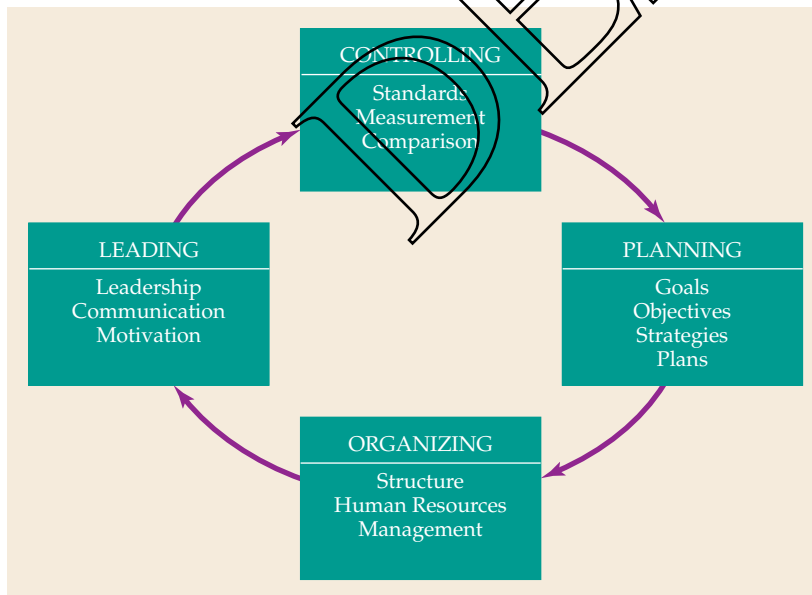 CONTROLLING
Standards
Measurement
Comparison
LEADING
Leadership
Communication
Motivation
PLANNING
Goals
Objectives
Strategies
Plans
ORGANIZING
Structure
Human Resources
Management